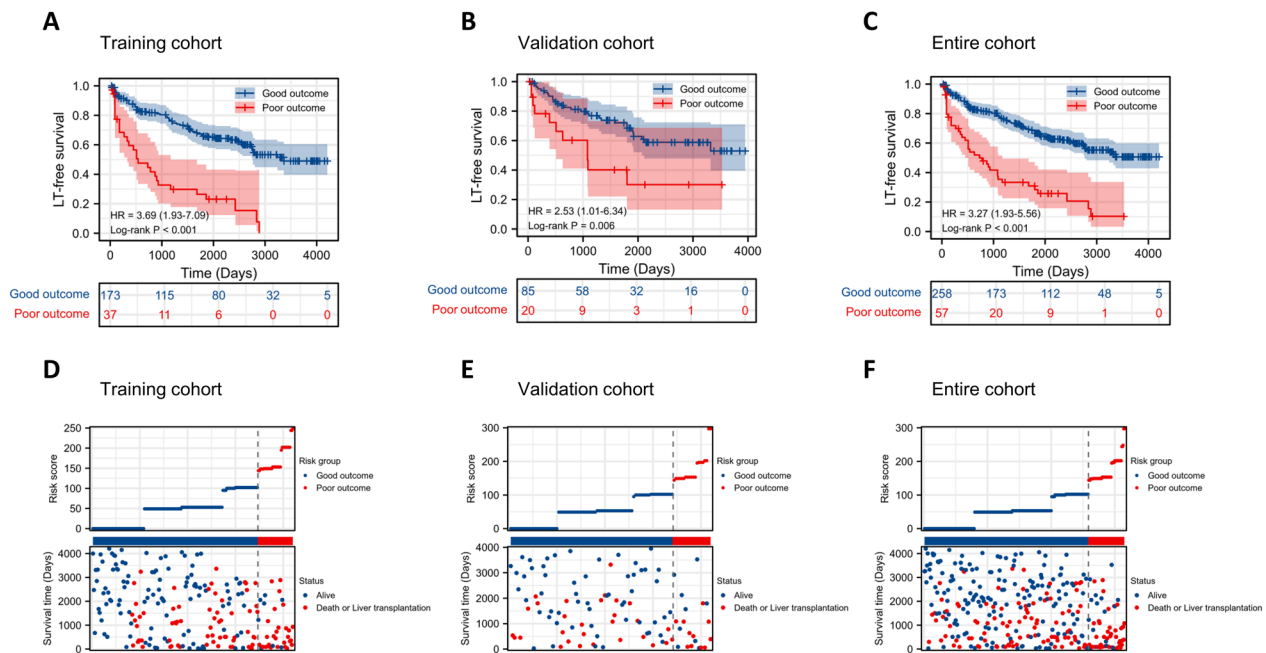 A
Training cohort
LT-free survival
1.0
0.8
0.6
0.4
0.2
0.0
Good outcome
Poor outcome
HR = 3.69 (1.93-7.09)
Log-rank P < 0.001
0 1000 2000 3000 4000
Time (Days)
Good outcome 173 115 80 32 5
Poor outcome 37 11 6 0 0
B
Validation cohort
LT-free survival
1.0
0.8
0.6
0.4
0.2
0.0
Good outcome
Poor outcome
HR = 2.53 (1.01-6.34)
Log-rank P = 0.006
0 1000 2000 3000 4000
Time (Days)
Good outcome 85 58 32 16 0
Poor outcome 20 9 3 1 0
C
Entire cohort
LT-free survival
1.0
0.8
0.6
0.4
0.2
0.0
Good outcome
Poor outcome
HR = 3.27 (1.93-5.56)
Log-rank P < 0.001
0 1000 2000 3000 4000
Time (Days)
Good outcome 258 173 112 48 5
Poor outcome 57 20 9 1 0
D
Training cohort
Risk score
250
200
150
100
50
0
Risk group
Good outcome
Poor outcome
Survival time (Days)
4000
3000
2000
1000
0
Status
Alive
Death or Liver transplantation
E
Validation cohort
Risk score
300
200
100
0
Risk group
Good outcome
Poor outcome
Survival time (Days)
4000
3000
2000
1000
0
Status
Alive
Death or Liver transplantation
F
Entire cohort
Risk score
300
200
100
0
Risk group
Good outcome
Poor outcome
Survival time (Days)
4000
3000
2000
1000
0
Status
Alive
Death or Liver transplantation